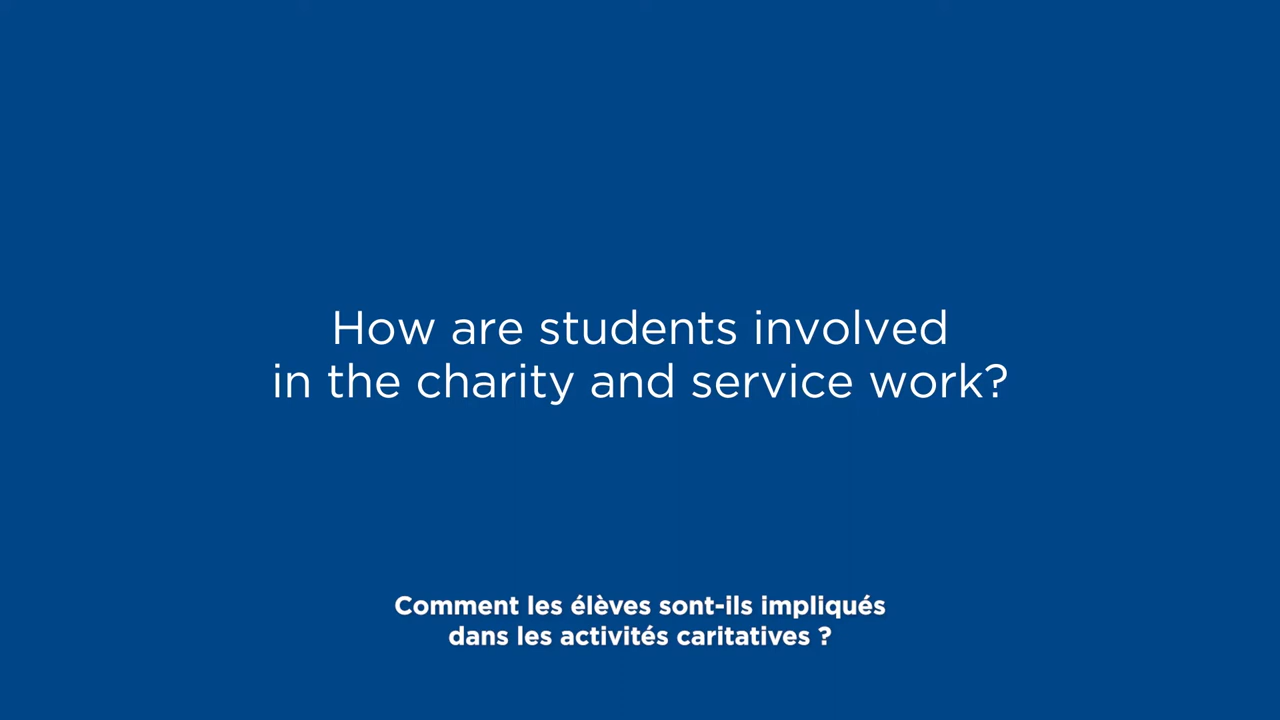 How are students involved
in the charity and service work?
Comment les élèves sont-ils impliqués
dans les activités caritatives ?